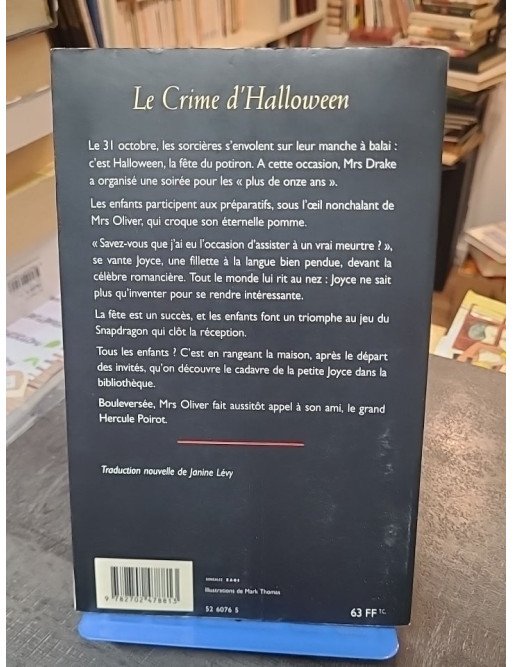 Le Crime d'Halloween
Le 31 octobre, les sorcières s'envolent sur leur manche à balai :
c'est Halloween, la fête du potiron. A cette occasion, Mrs Drake
a organisé une soirée pour les « plus de onze ans ».
Les enfants participent aux préparatifs, sous l'œil nonchalant de
Mrs Oliver, qui croque son éternelle pomme.
« Savez-vous que j'ai eu l'occasion d'assister à un vrai meurtre ? »,
se vante Joyce, une fillette à la langue bien pendue, devant la
célèbre romancière. Tout le monde lui rit au nez : Joyce ne sait
plus qu'inventer pour se rendre intéressante.
La fête est un succès, et les enfants font un triomphe au jeu du
Snapdragon qui clôt la réception.
Tous les enfants ? C'est en rangeant la maison, après le départ
des invités, qu'on découvre le cadavre de la petite Joyce dans la
bibliothèque.
Bouleversée, Mrs Oliver fait aussitôt appel à son ami, le grand
Hercule Poirot.
Traduction nouvelle de Janine Lévy
Illustrations de Mark Thomas
9 782702 478813
52 6076 5
63 FF TC.